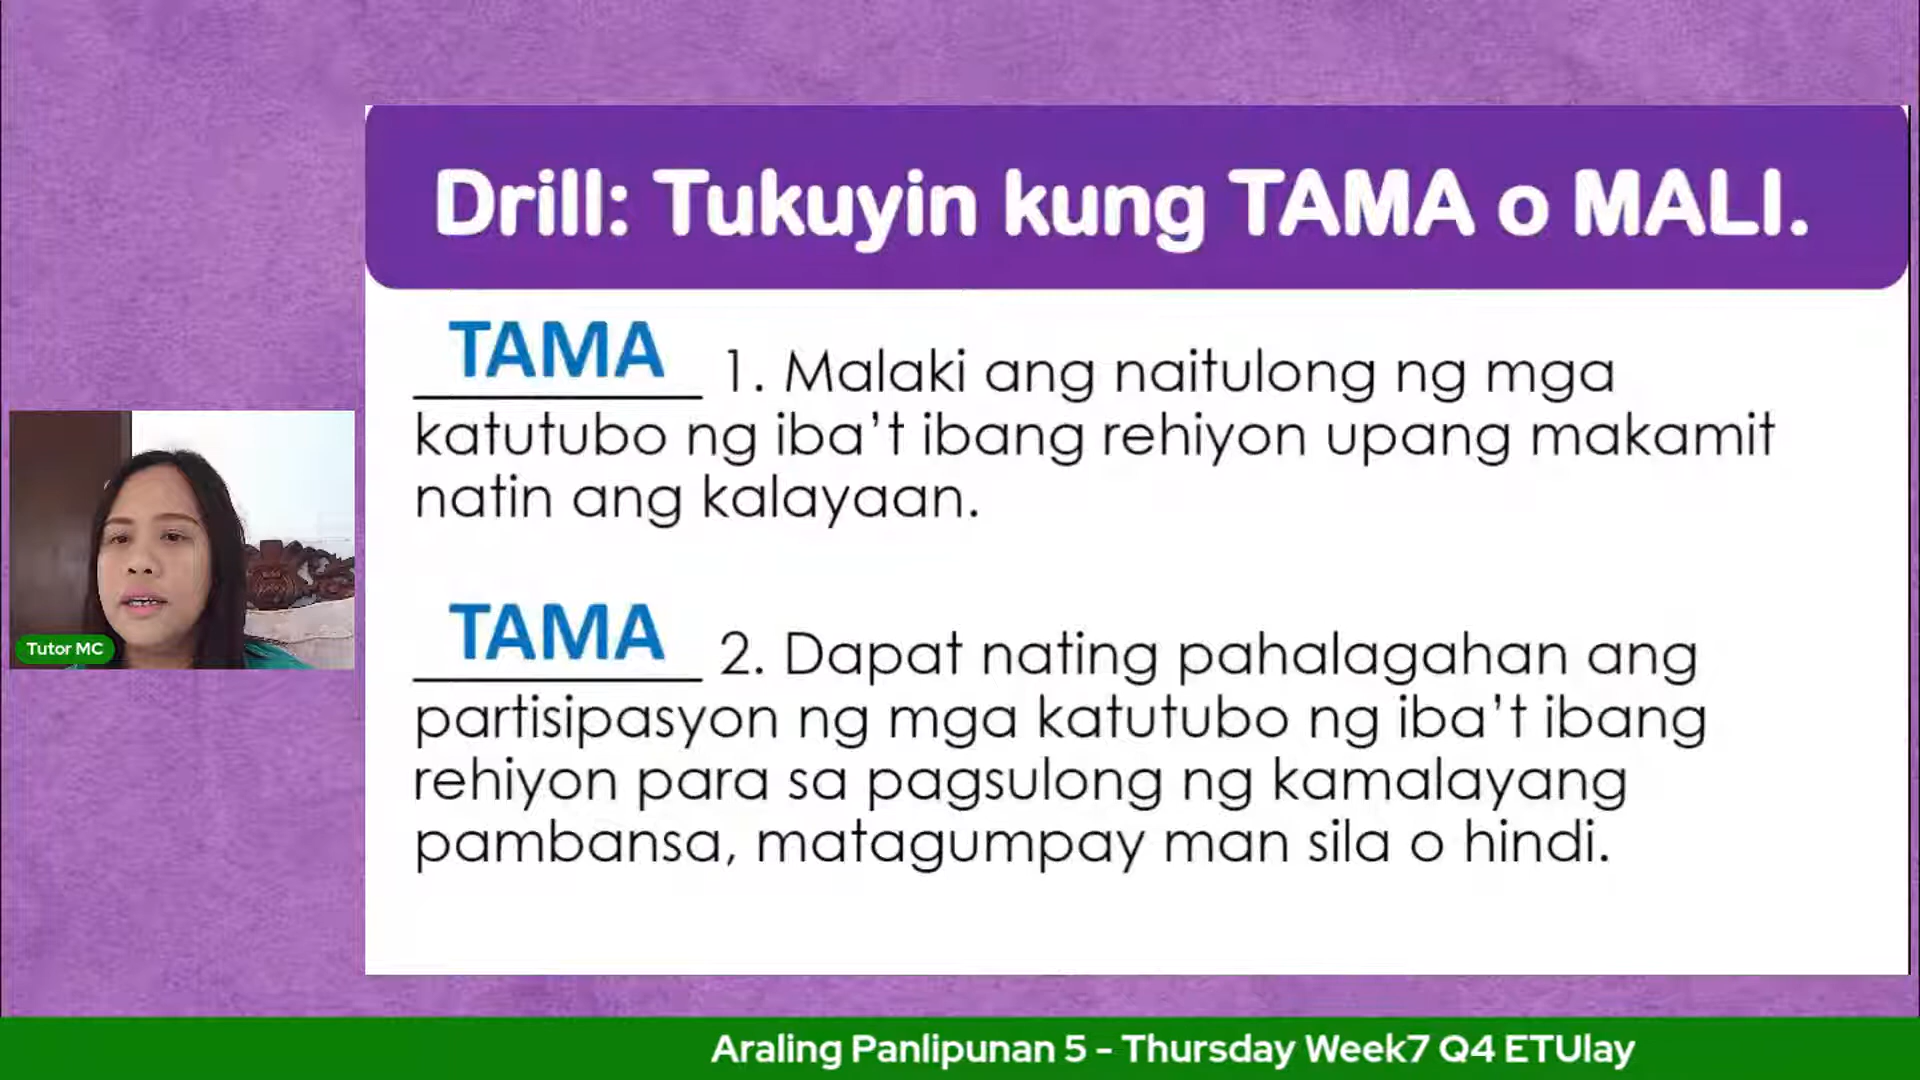 Drill: Tukuyin kung TAMA o MALI.
TAMA 1. Malaki ang naitulong ng mga
katutubo ng iba’t ibang rehiyon upang makamit
natin ang kalayaan.
TAMA 2. Dapat nating pahalagahan ang
partisipasyon ng mga katutubo ng iba’t ibang
rehiyon para sa pagsulong ng kamalayang
pambansa, matagumpay man sila o hindi.
Tutor MC
Araling Panlipunan 5 - Thursday Week7 Q4 ETUlay